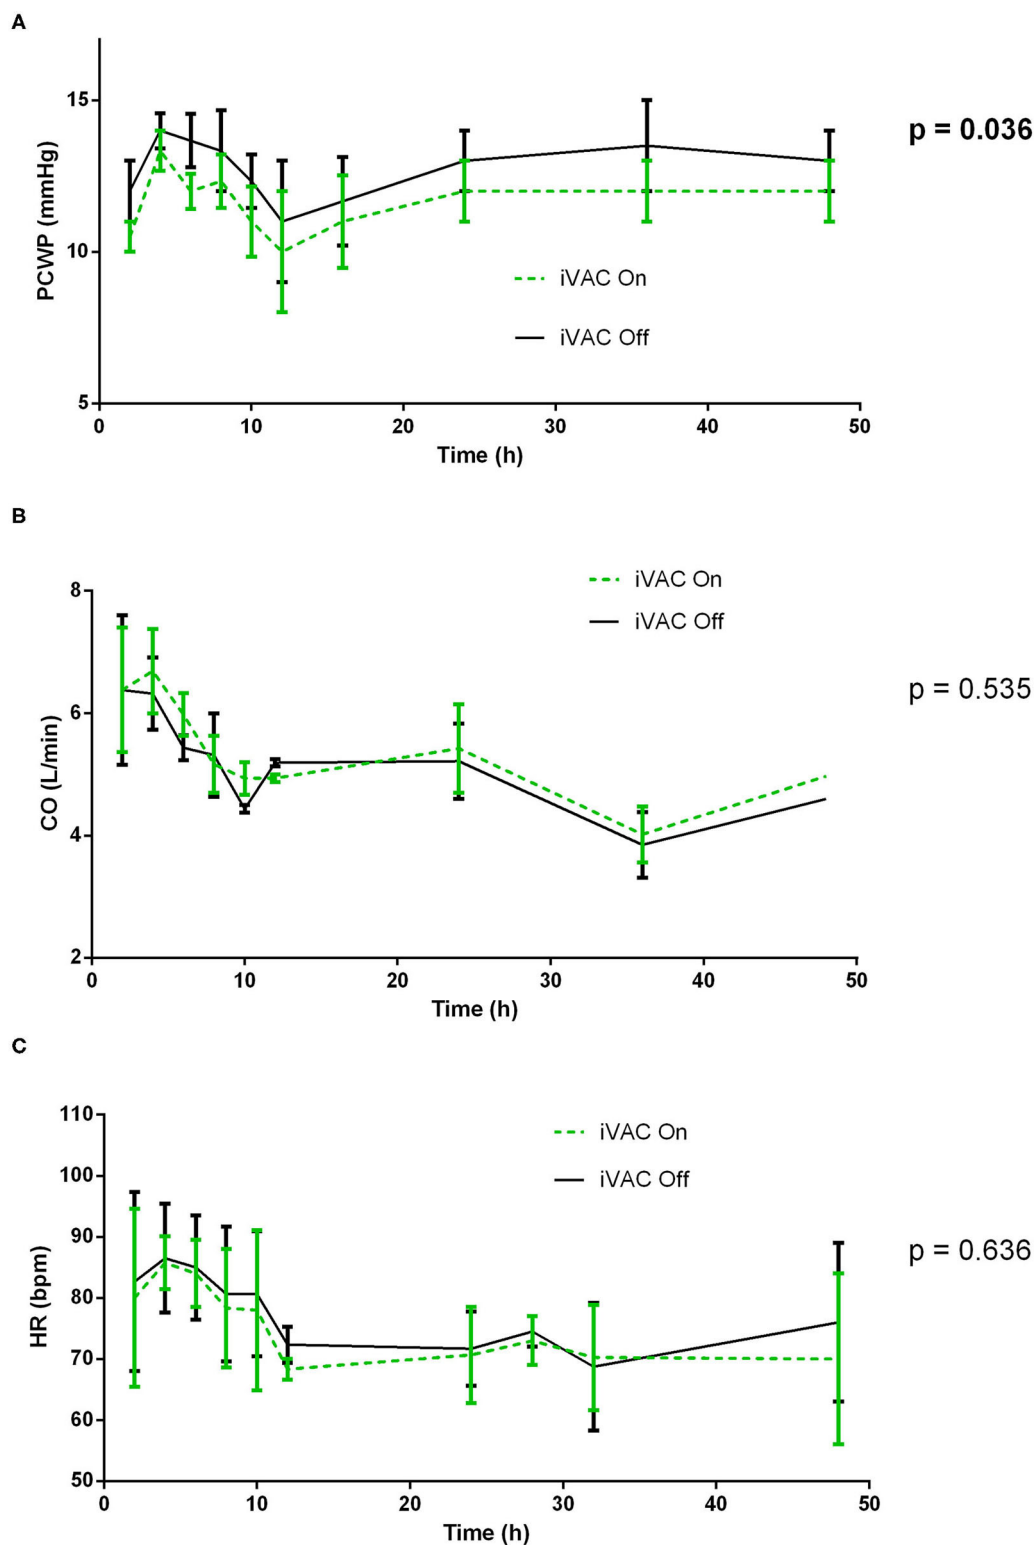 A
15
10
5
PCWP (mmHg)
iVAC On
iVAC Off
p = 0.036
0 10 20 30 40 50
Time (h)
B
8
6
4
2
CO (L/min)
iVAC On
iVAC Off
p = 0.535
0 10 20 30 40 50
Time (h)
C
110
100
90
80
70
60
50
HR (bpm)
iVAC On
iVAC Off
p = 0.636
0 10 20 30 40 50
Time (h)